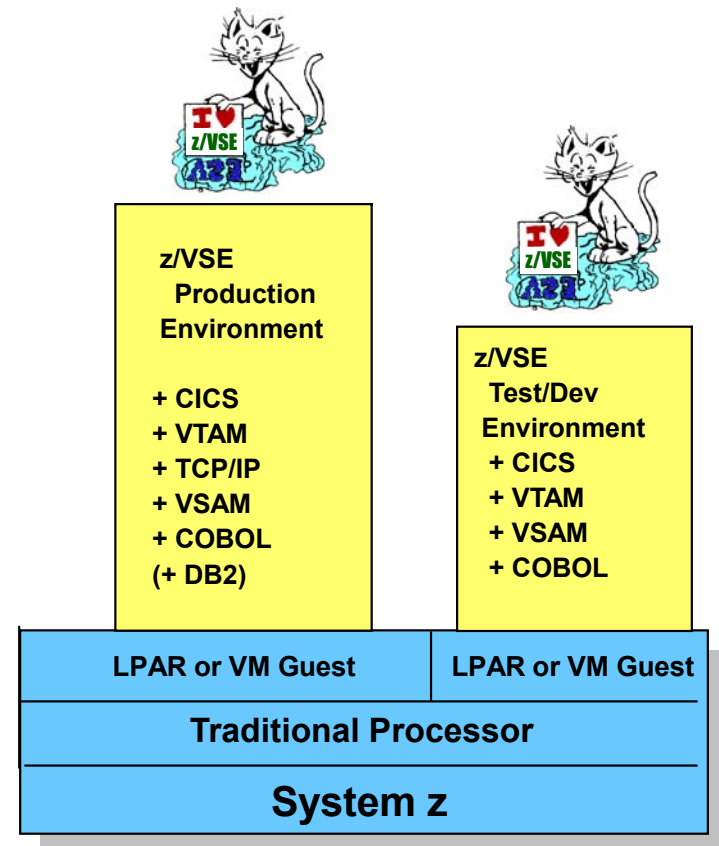 I ♥
z/VSE
I ♥
z/VSE
z/VSE
Production
Environment
+ CICS
+ VTAM
+ TCP/IP
+ VSAM
+ COBOL
(+ DB2)
z/VSE
Test/Dev
Environment
+ CICS
+ VTAM
+ VSAM
+ COBOL
LPAR or VM Guest
LPAR or VM Guest
Traditional Processor
System z